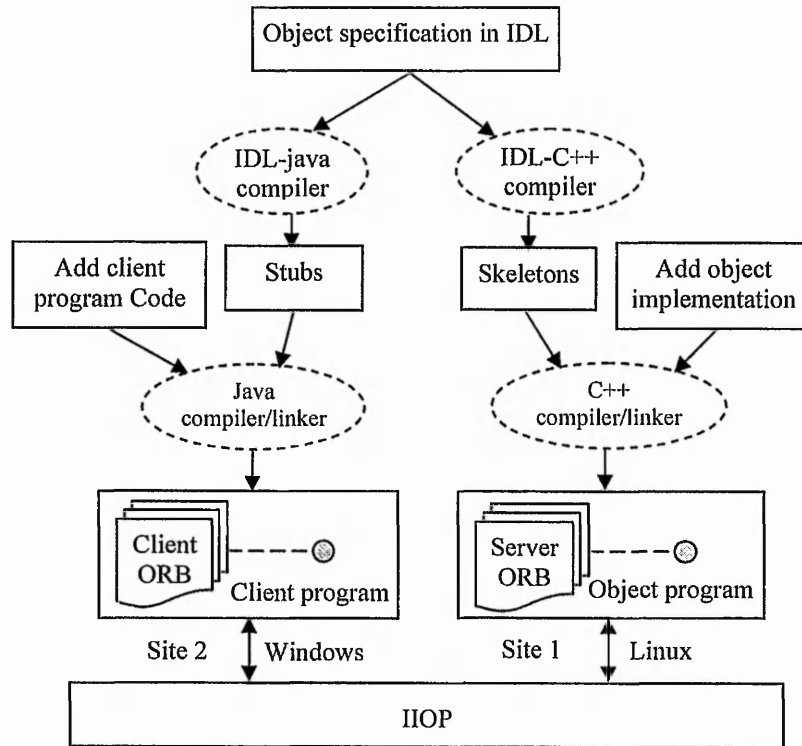 Object specification in IDL
IDL-java
compiler
IDL-C++
compiler
Add client
program Code
Stubs
Skeletons
Add object
implementation
Java
compiler/linker
C++
compiler/linker
Client
ORB
Client program
Server
ORB
Object program
Site 2
Windows
Site 1
Linux
IIOP